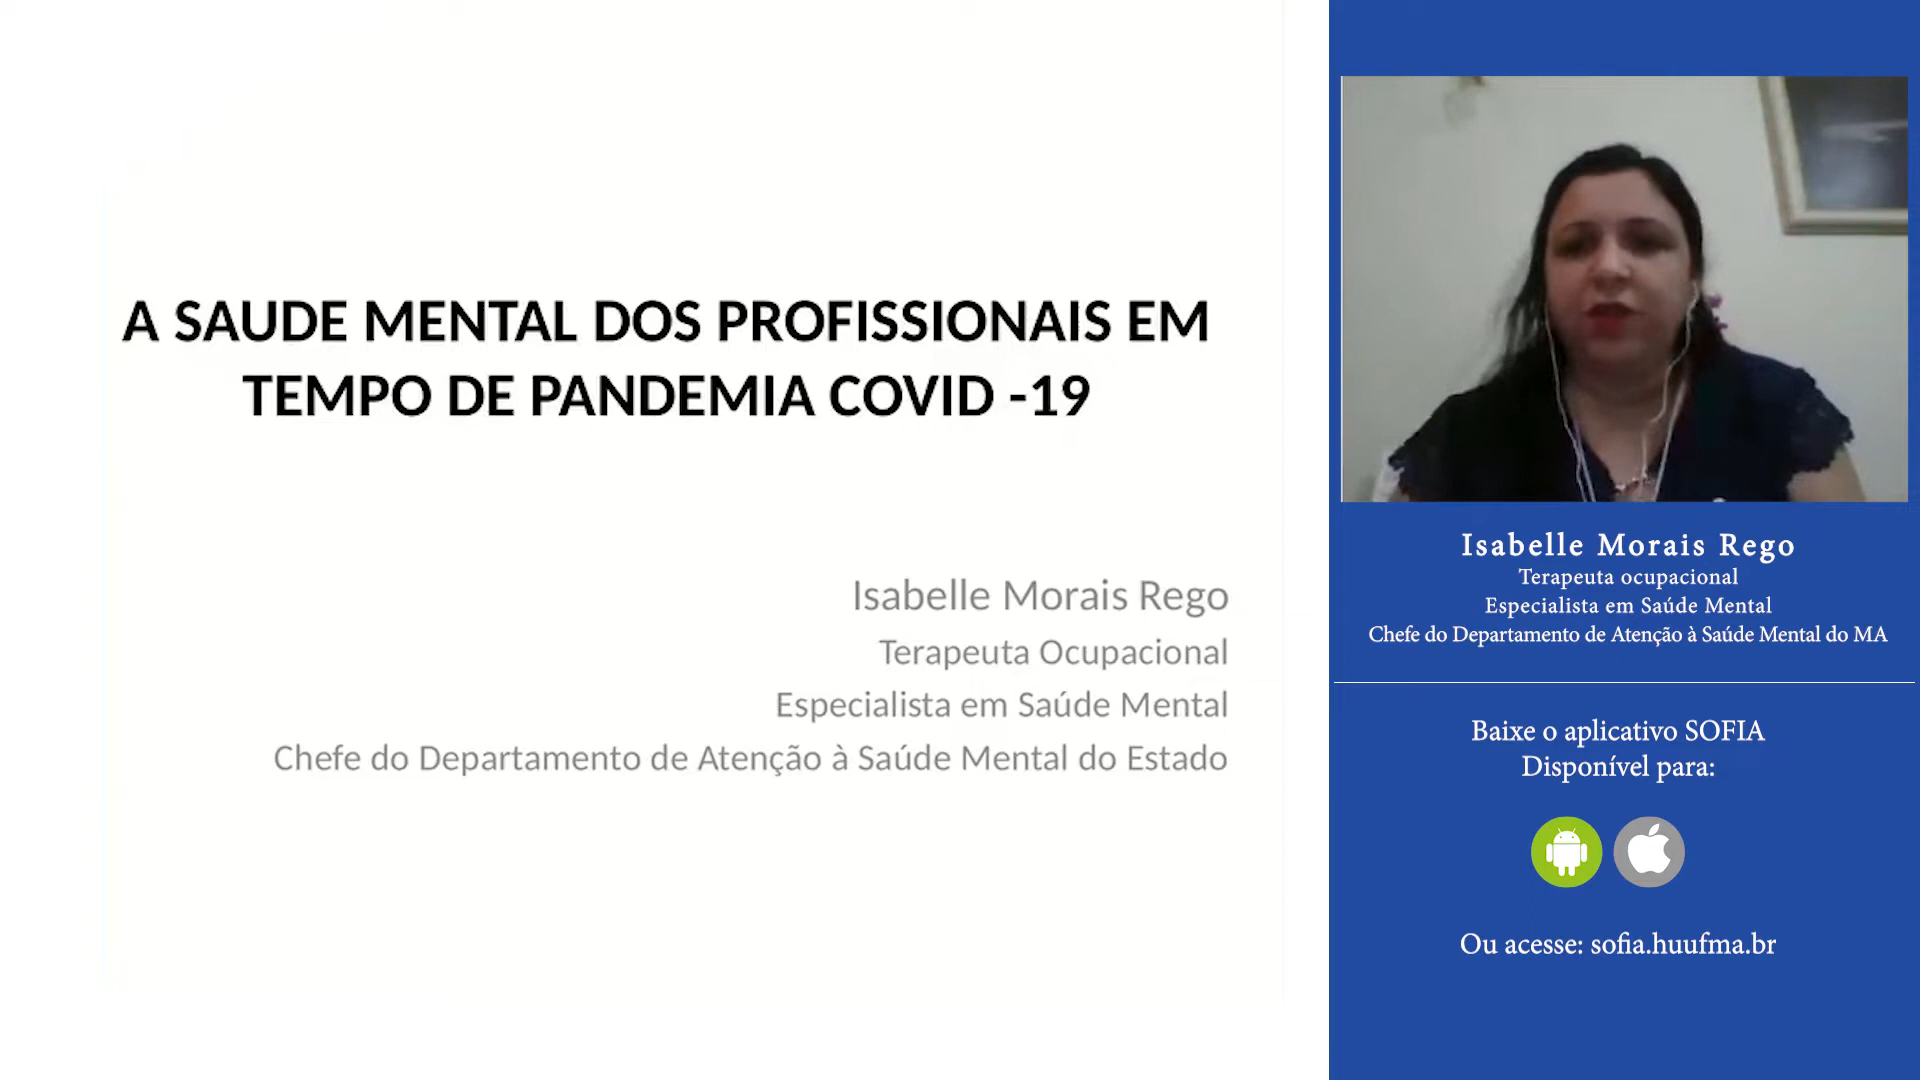 A SAUDE MENTAL DOS PROFISSIONAIS EM
TEMPO DE PANDEMIA COVID -19
Isabelle Morais Rego
Terapeuta Ocupacional
Especialista em Saúde Mental
Chefe do Departamento de Atenção à Saúde Mental do Estado
Isabelle Morais Rego
Terapeuta ocupacional
Especialista em Saúde Mental
Chefe do Departamento de Atenção à Saúde Mental do MA
Baixe o aplicativo SOFIA
Disponível para:
Ou acesse: sofia.huufma.br